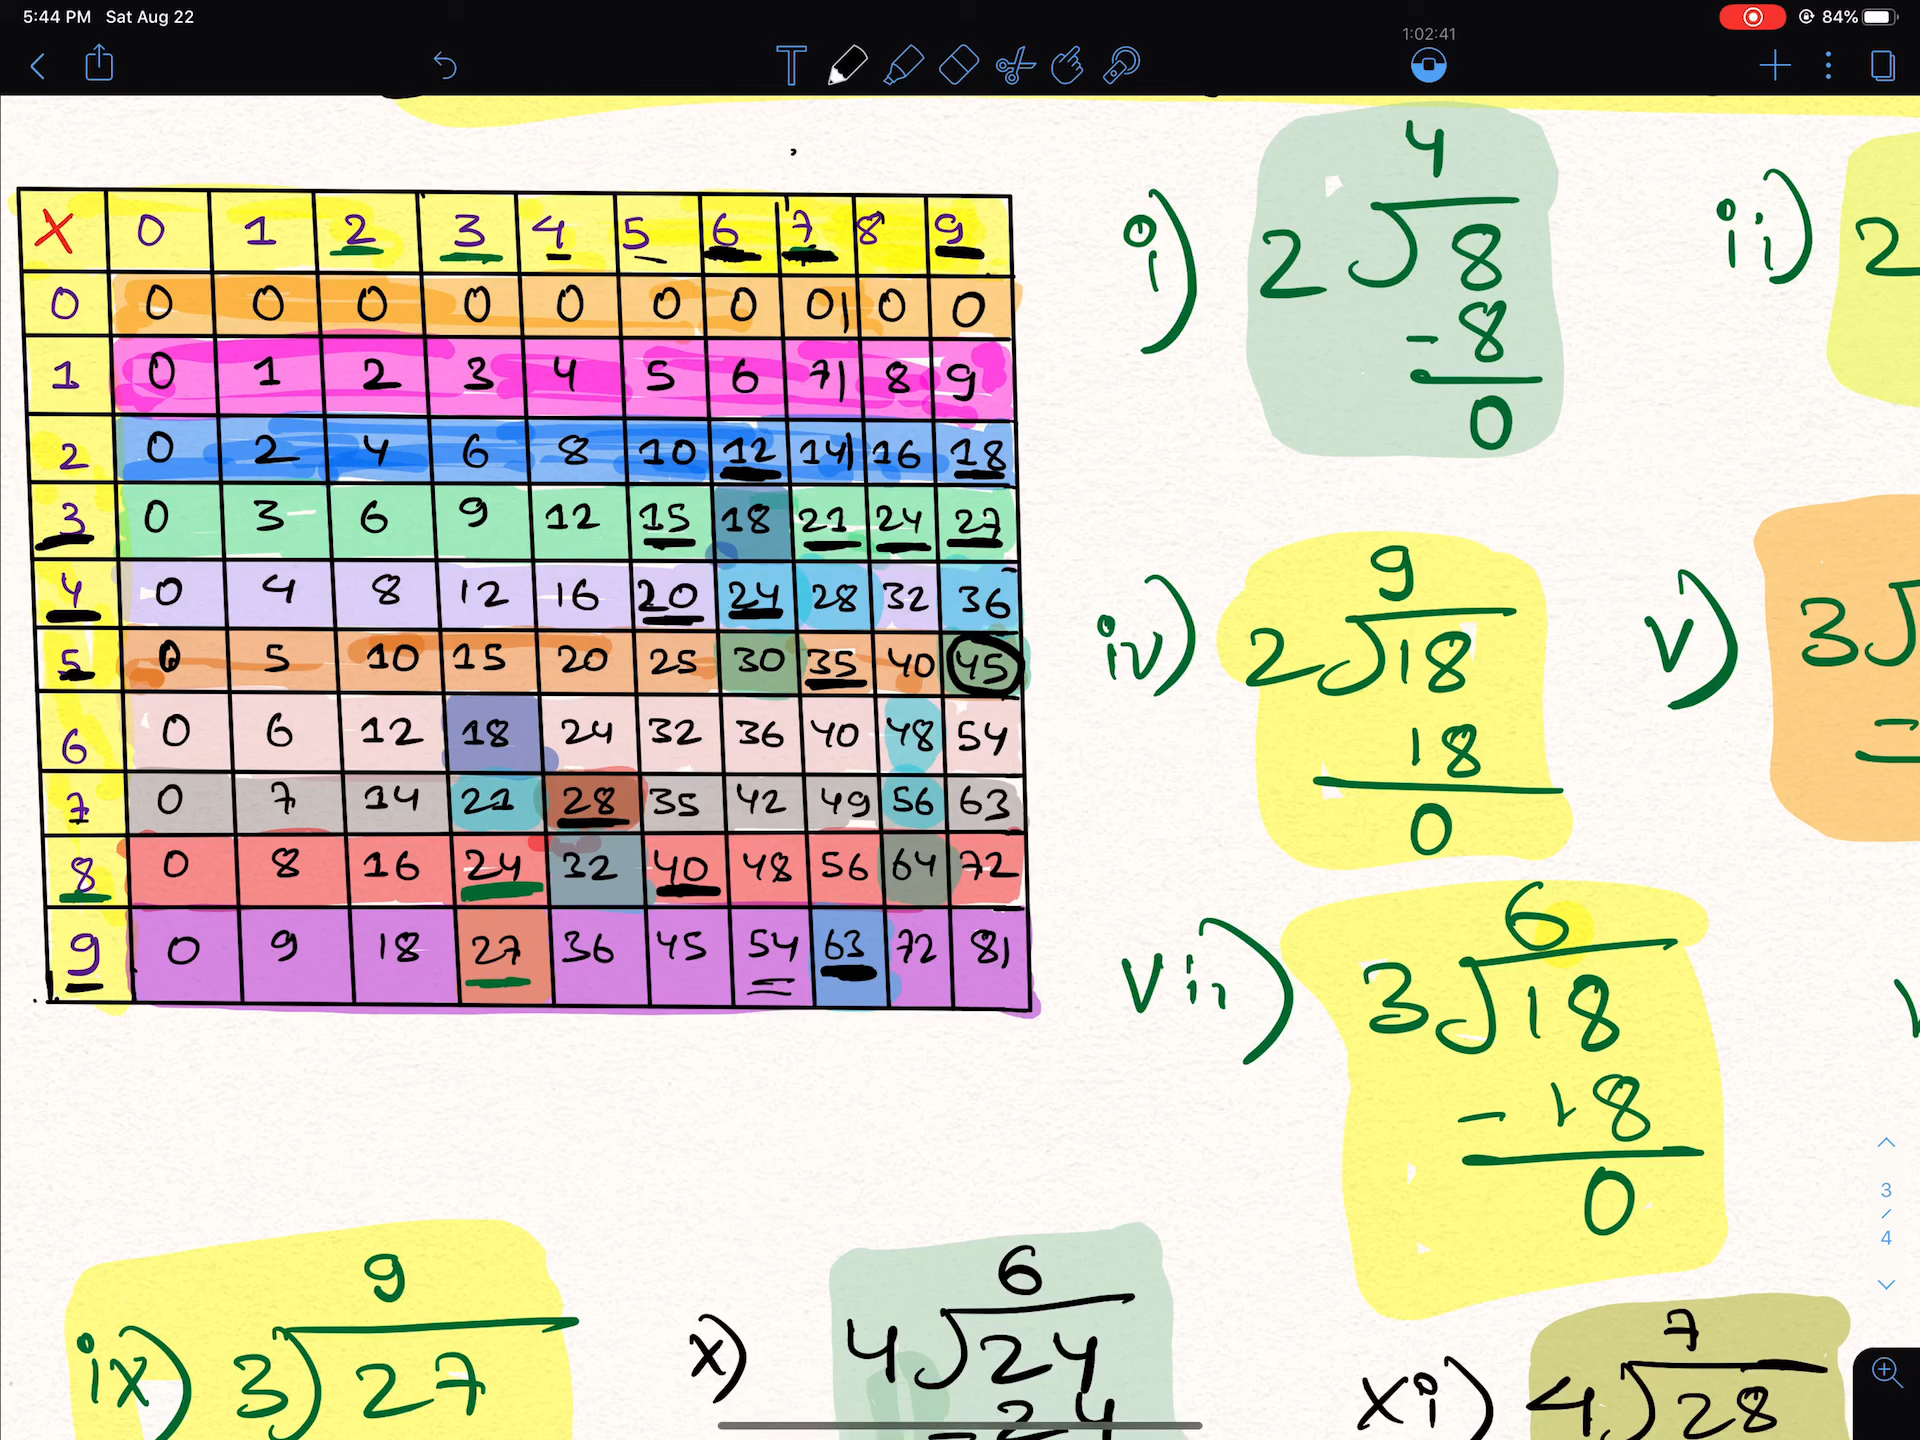 5:44 PM Sat Aug 22
84%
1:02:41
X 0 1 2 3 4 5 6 7 8 9
0 0 0 0 0 0 0 0 0 0 0
1 0 1 2 3 4 5 6 7 8 9
2 0 2 4 6 8 10 12 14 16 18
3 0 3 6 9 12 15 18 21 24 27
4 0 4 8 12 16 20 24 28 32 36
5 0 5 10 15 20 25 30 35 40 45
6 0 6 12 18 24 32 36 40 48 54
7 0 7 14 21 28 35 42 49 56 63
8 0 8 16 24 32 40 48 56 64 72
9 0 9 18 27 36 45 54 63 72 81
4
i) 2 8
- 8
0
ii) 2
9
iv) 2 18
18
0
v) 3
6
vii) 3 18
- 18
0
3
/
4
9
ix) 3 27
6
x) 4 24
- 24
7
xi) 4 28